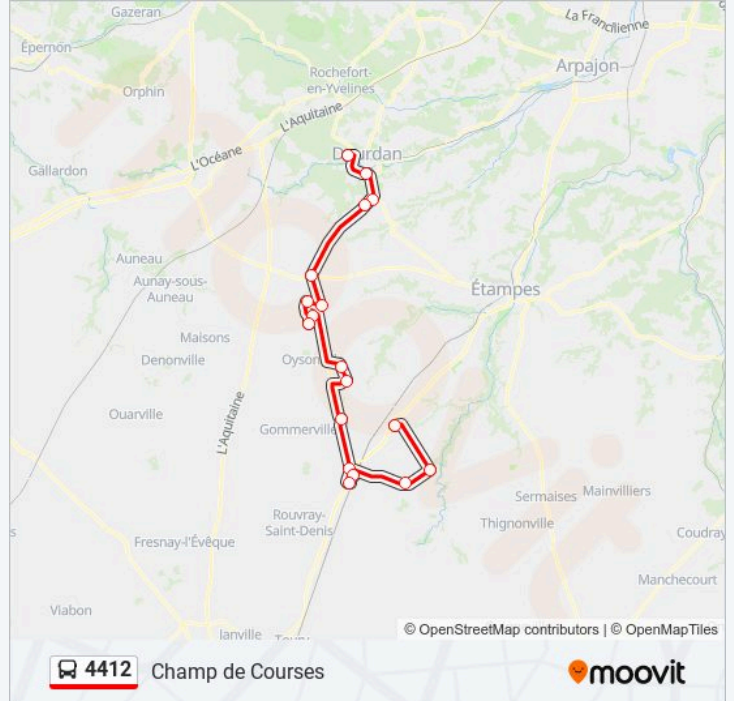 Gazeran
La Francilienne
Épernon
Rochefort-
en-Yvelines
Arpajon
Orphin
L'Aquitaine
L'Océane
Dourdan
Gallardon
Auneau
Aunay-sous-
Auneau
Étampes
Maisons
Denonville
Oyson
Ouarville
L'Aquitaine
Gommerville
Sermaises
Mainvilliers
Rouvray-
Saint-Denis
Thignonville
Fresnay-l'Évêque
Coudray
Manchecourt
Viabon
Janville
Toury
© OpenStreetMap contributors | © OpenMapTiles
4412
Champ de Courses
moovit